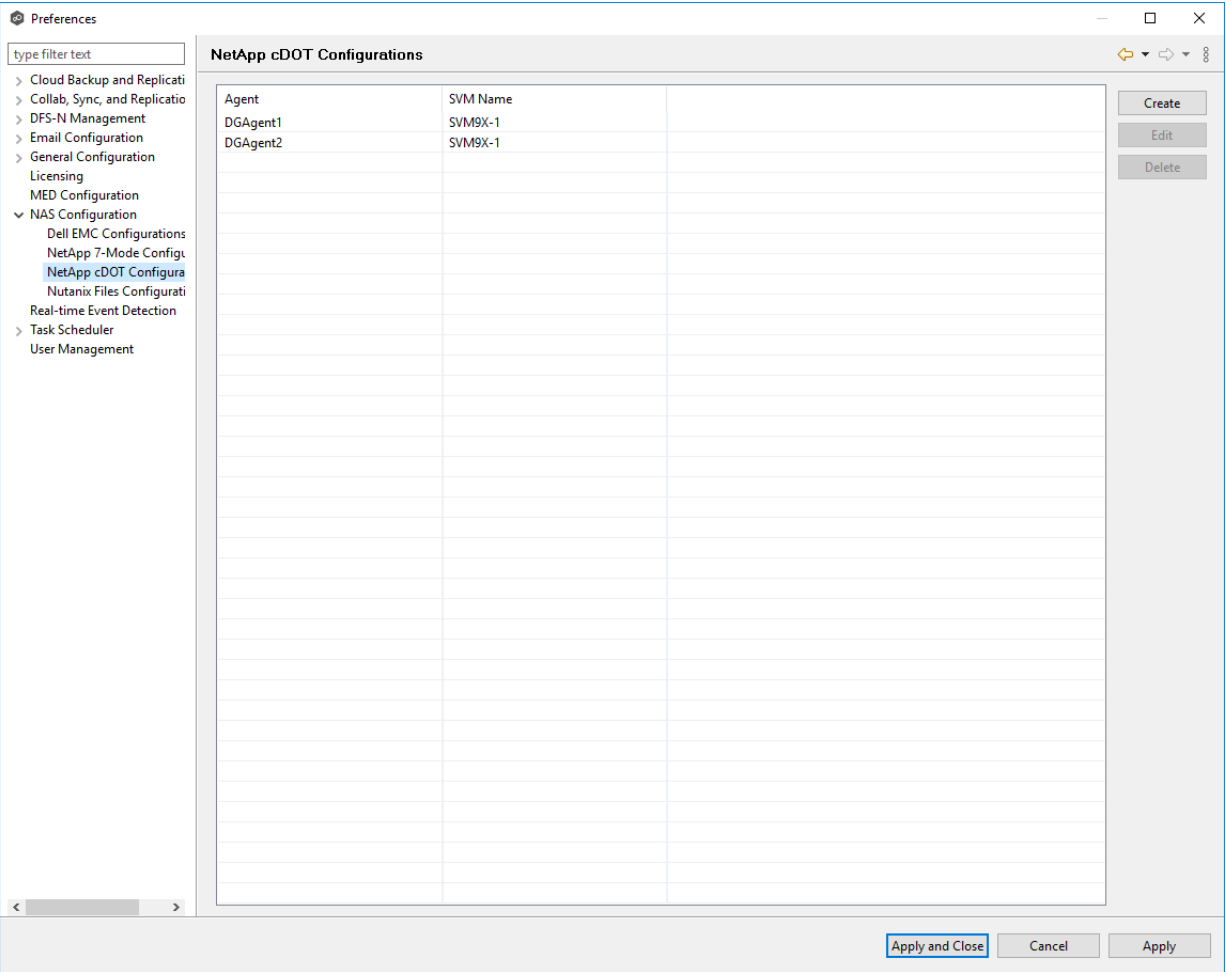 Preferences
type filter text
Cloud Backup and Replicati
Collab, Sync, and Replicatio
DFS-N Management
Email Configuration
General Configuration
Licensing
MED Configuration
NAS Configuration
Dell EMC Configurations
NetApp 7-Mode Configu
NetApp cDOT Configura
Nutanix Files Configurati
Real-time Event Detection
Task Scheduler
User Management
NetApp cDOT Configurations
Agent SVM Name
DGAgent1 SVM9X-1
DGAgent2 SVM9X-1
Create
Edit
Delete
Apply and Close Cancel Apply